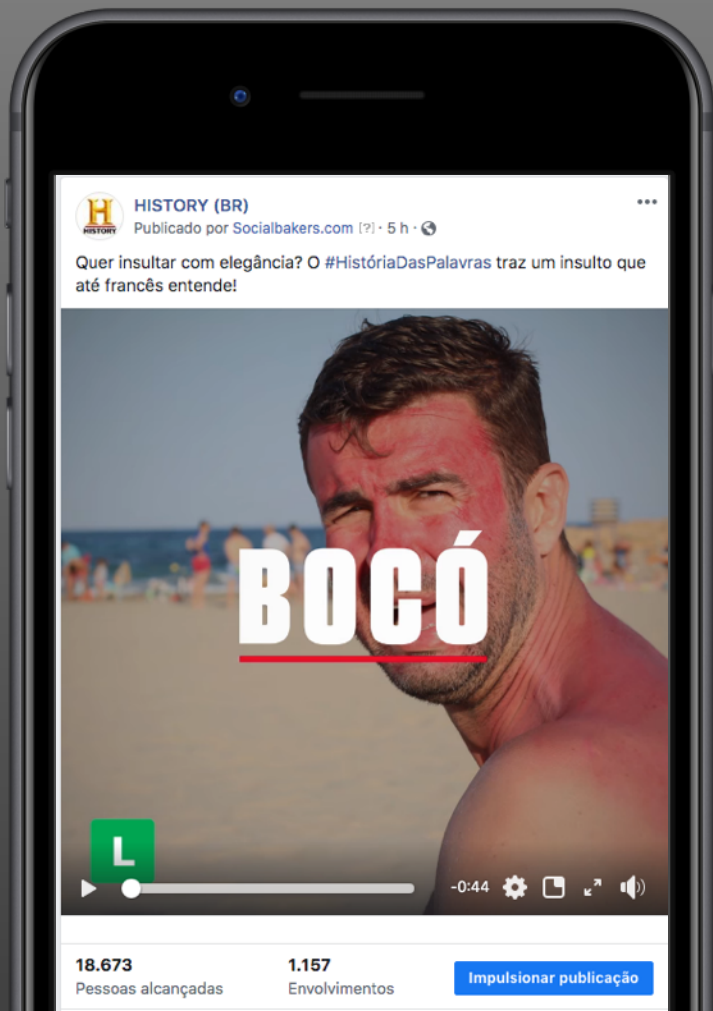 H
HISTORY
HISTORY (BR)
Publicado por Socialbakers.com [?] · 5 h ·
Quer insultar com elegância? O #HistóriaDasPalavras traz um insulto que
até francês entende!
BOCÓ
L
-0:44
18.673
Pessoas alcançadas
1.157
Envolvimentos
Impulsionar publicação